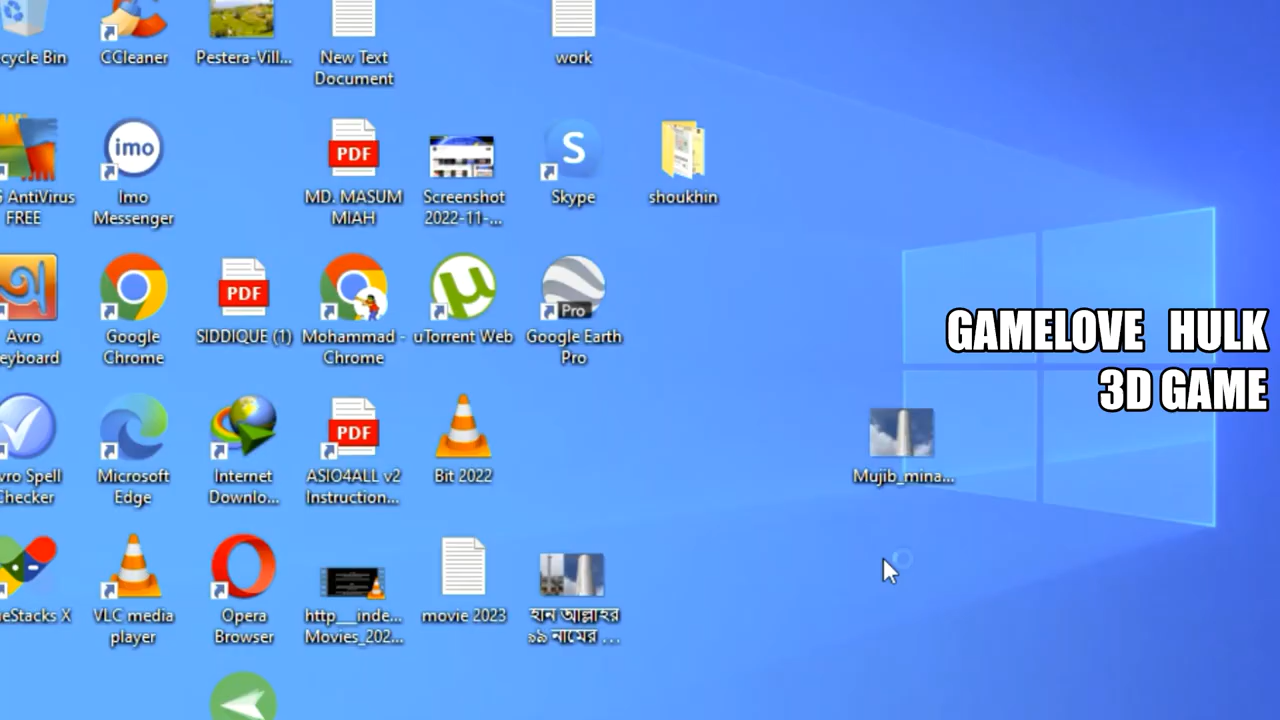 cycle Bin
CCleaner
Pestera-Vill...
New Text
Document
work
AntiVirus
FREE
imo
Imo
Messenger
PDF
MD. MASUM
MIAH
Screenshot
2022-11-...
S
Skype
shoukhin
Avro
eyboard
Google
Chrome
PDF
SIDDIQUE (1)
Mohammad -
Chrome
uTorrent Web
Pro
Google Earth
Pro
GAMELOVE HULK
3D GAME
vro Spell
Checker
Microsoft
Edge
Internet
Downlo...
PDF
ASIO4ALL v2
Instruction...
Bit 2022
Mujib_mina...
eStacks X
VLC media
player
Opera
Browser
http___inde...
Movies_202...
movie 2023
হান আল্লাহর
৯৯ নামের ...